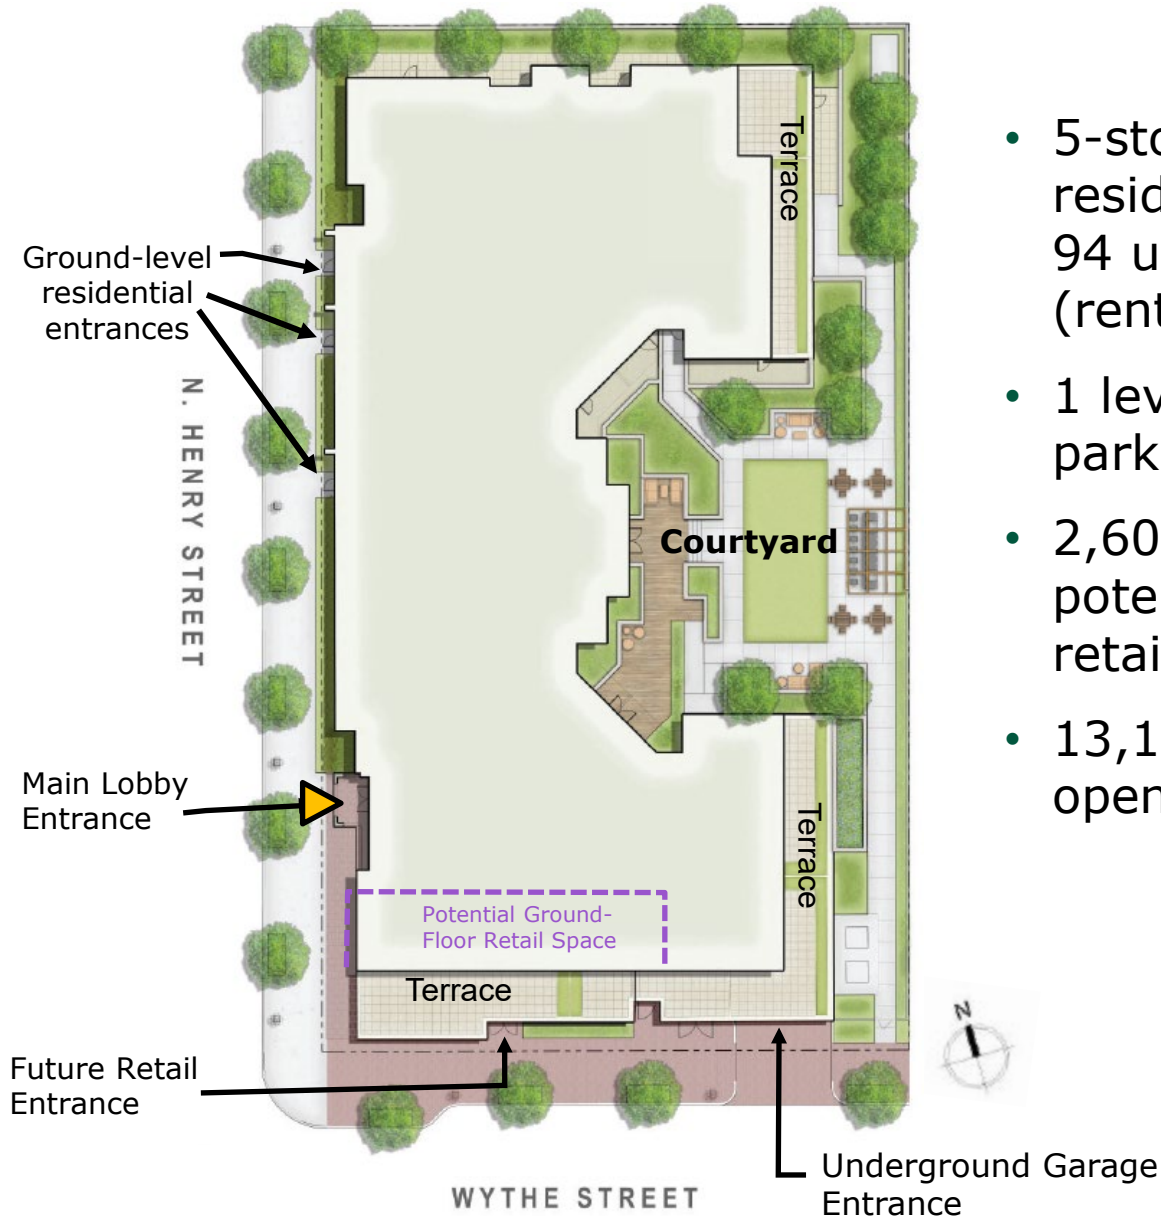 Terrace
Ground-level
residential
entrances
N. HENRY STREET
Courtyard
Main Lobby
Entrance
Terrace
Potential Ground-
Floor Retail Space
Terrace
Future Retail
Entrance
N
Underground Garage
Entrance
WYTHE STREET
• 5-sto
resid
94 u
(rent
• 1 lev
park
• 2,60
pote
retai
• 13,1
open